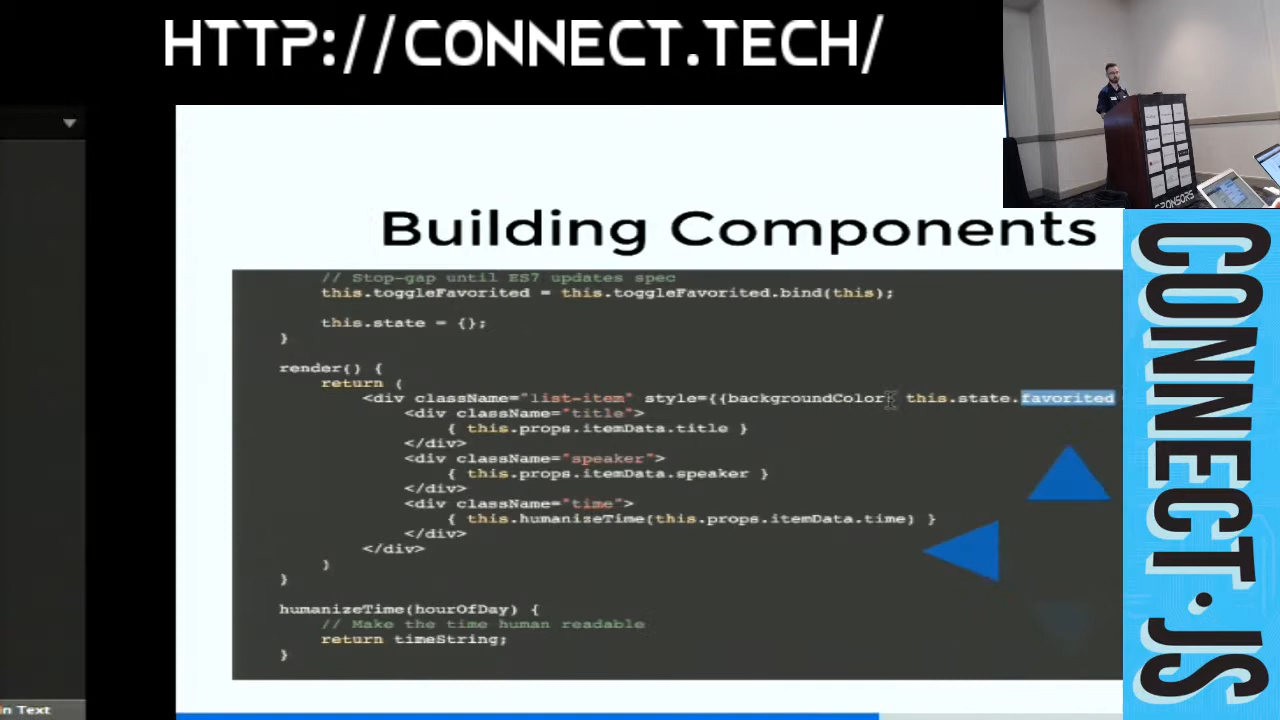 HTTP://CONNECT.TECH/
SPONSORS
CONNECT.JS
Building Components
// Stop-gap until ES7 updates spec
this.toggleFavorited = this.toggleFavorited.bind(this);
this.state = {};
}
render() {
return (
<div className="list-item" style={{backgroundColor: this.state.favorited
<div className="title">
{ this.props.itemData.title }
</div>
<div className="speaker">
{ this.props.itemData.speaker }
</div>
<div className="time">
{ this.humanizeTime(this.props.itemData.time) }
</div>
</div>
)
}
humanizeTime(hourOfDay) {
// Make the time human readable
return timeString;
}
in Text